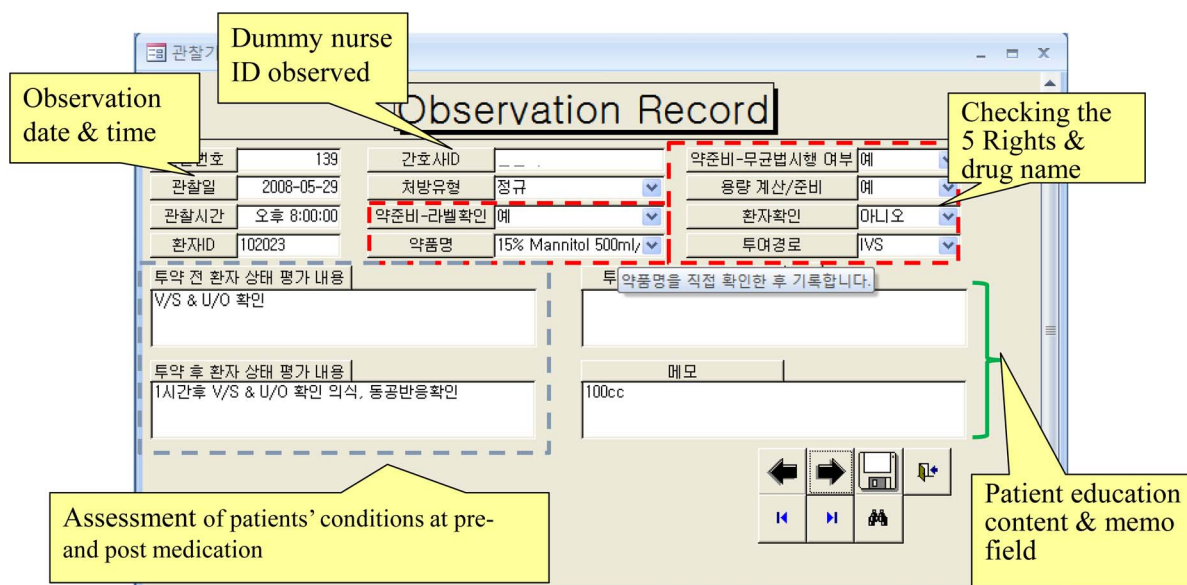 관찰기
Dummy nurse
ID observed
Observation
date & time
Observation Record
Checking the
5 Rights &
drug name
번호 139 간호사ID 약준비-무균법시행 여부 예
관찰일 2008-05-29 처방유형 정규 용량 계산/준비 예
관찰시간 오후 8:00:00 약준비-라벨확인 예 환자확인 아니오
환자ID 102023 약품명 15% Mannitol 500ml/ 투여경로 IVS
투약 전 환자 상태 평가 내용
약품명을 직접 확인한 후 기록합니다.
V/S & U/O 확인
투약 후 환자 상태 평가 내용 메모
1시간후 V/S & U/O 확인 의식, 동공반응확인 100cc
Assessment of patients’ conditions at pre-
and post medication
Patient education
content & memo
field